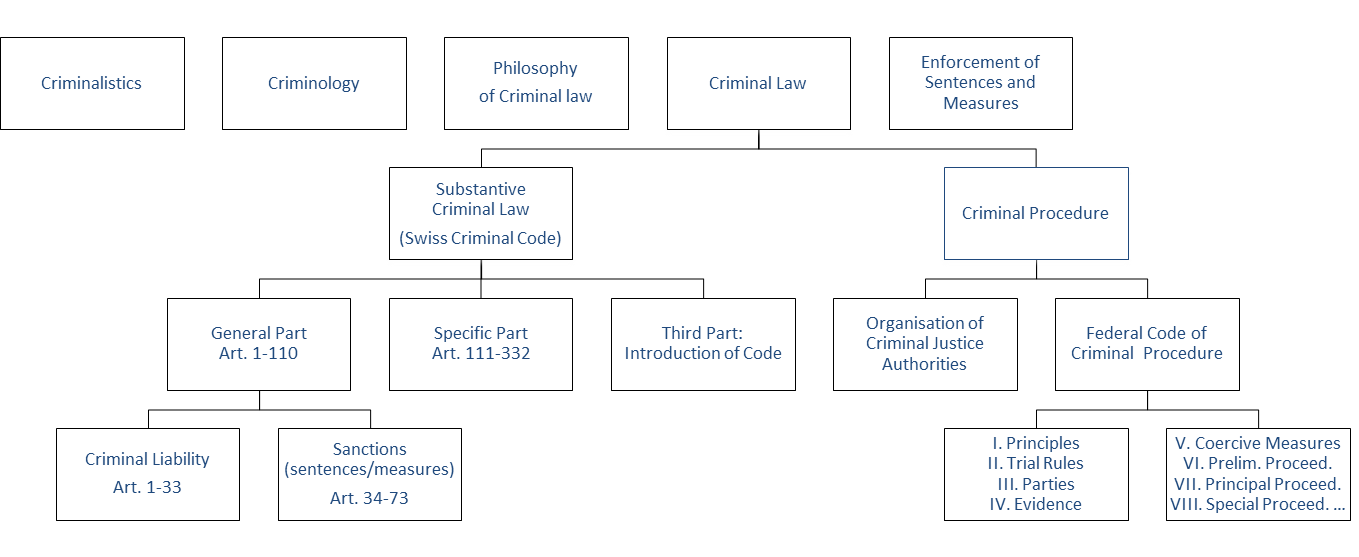 Criminalistics
Criminology
Philosophy
of Criminal law
Criminal Law
Enforcement of
Sentences and
Measures
Substantive
Criminal Law
(Swiss Criminal Code)
Criminal Procedure
General Part
Art. 1-110
Specific Part
Art. 111-332
Third Part:
Introduction of Code
Organisation of
Criminal Justice
Authorities
Federal Code of
Criminal  Procedure
Criminal Liability
Art. 1-33
Sanctions
(sentences/measures)
Art. 34-73
I. Principles
II. Trial Rules
III. Parties
IV. Evidence
V. Coercive Measures
VI. Prelim. Proceed.
VII. Principal Proceed.
VIII. Special Proceed. ...